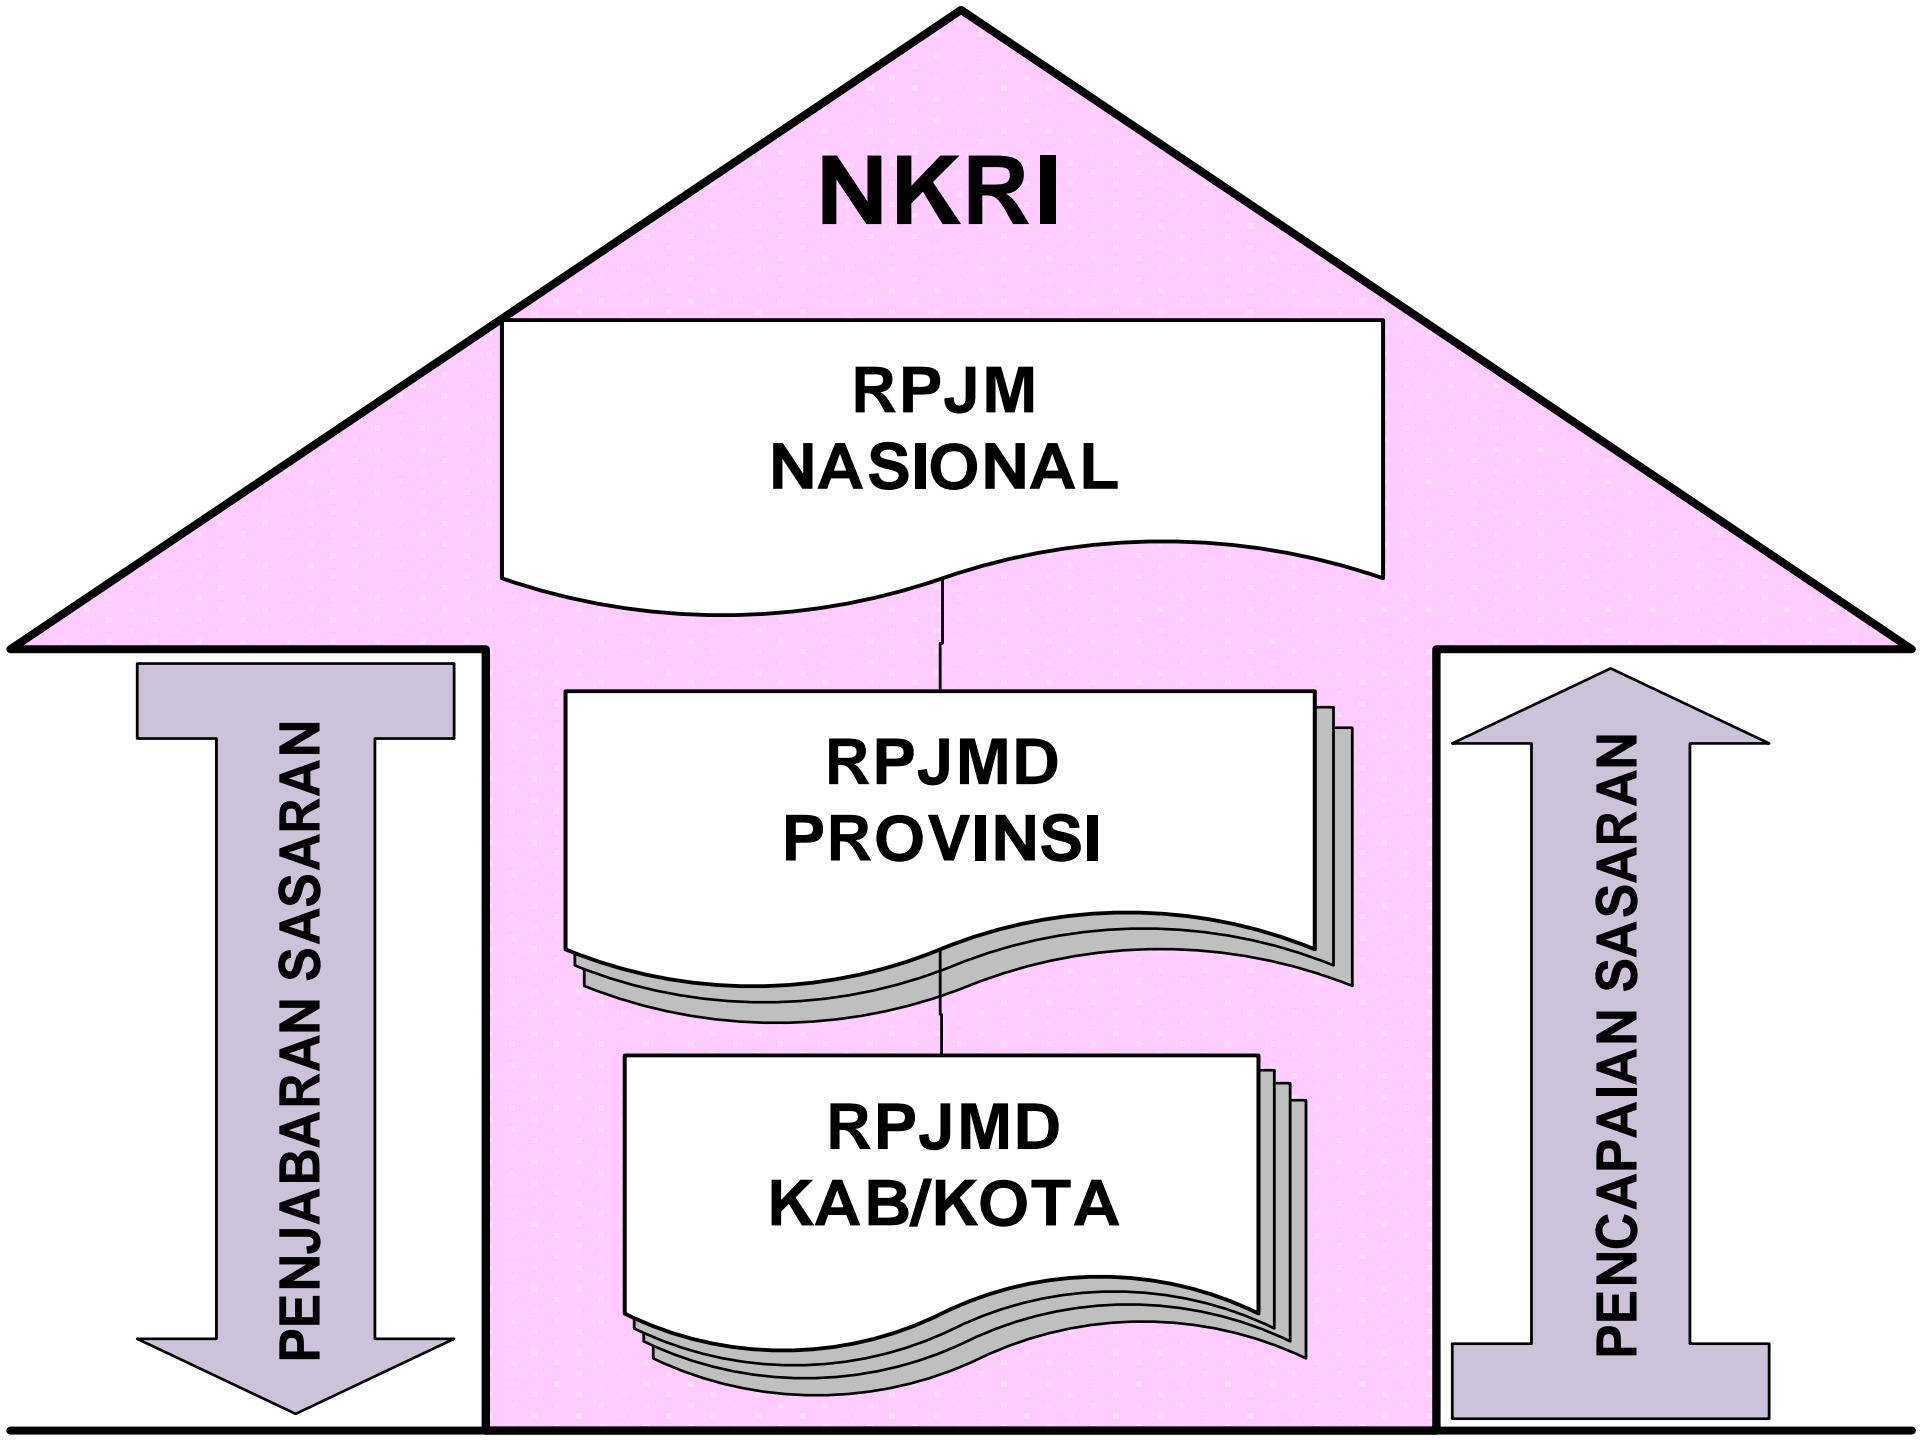 NKRI
RPJM
NASIONAL
RPJMD
PROVINSI
RPJMD
KAB/KOTA
PENJABARAN SASARAN
PENCAPAIAN SASARAN